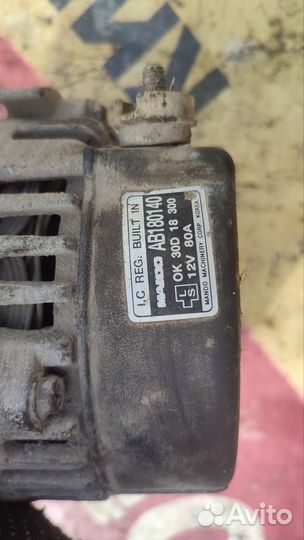 I.C. REG. BUILT IN
MANDO AB180140
OK 30D 18 300
L
S 12V 80A
MANDO MACHINERY CORP. KOREA
Avito